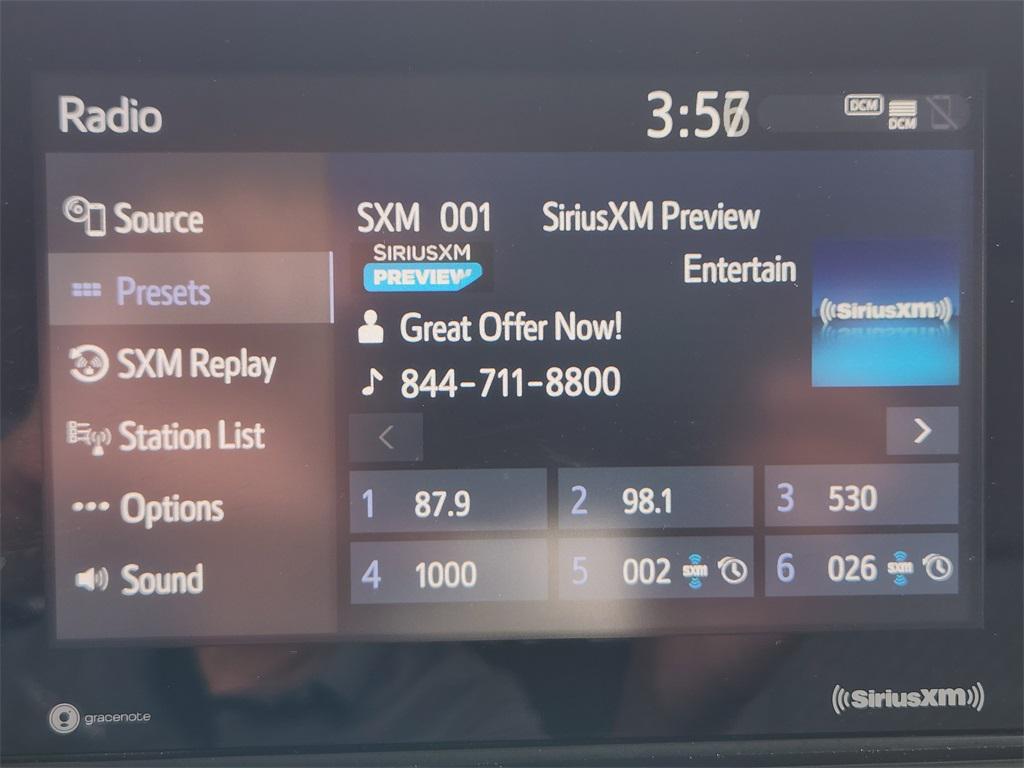 Radio
3:5
DCM
DCM
Source
Presets
SXM Replay
Station List
Options
Sound
SXM 001 SiriusXM Preview
SIRIUSXM
PREVIEW
Entertain
SiriusXM
Great Offer Now!
844-711-8800
1 87.9
2 98.1
3 530
4 1000
5 002 sxm
6 026 sxm
gracenote
SiriusXM